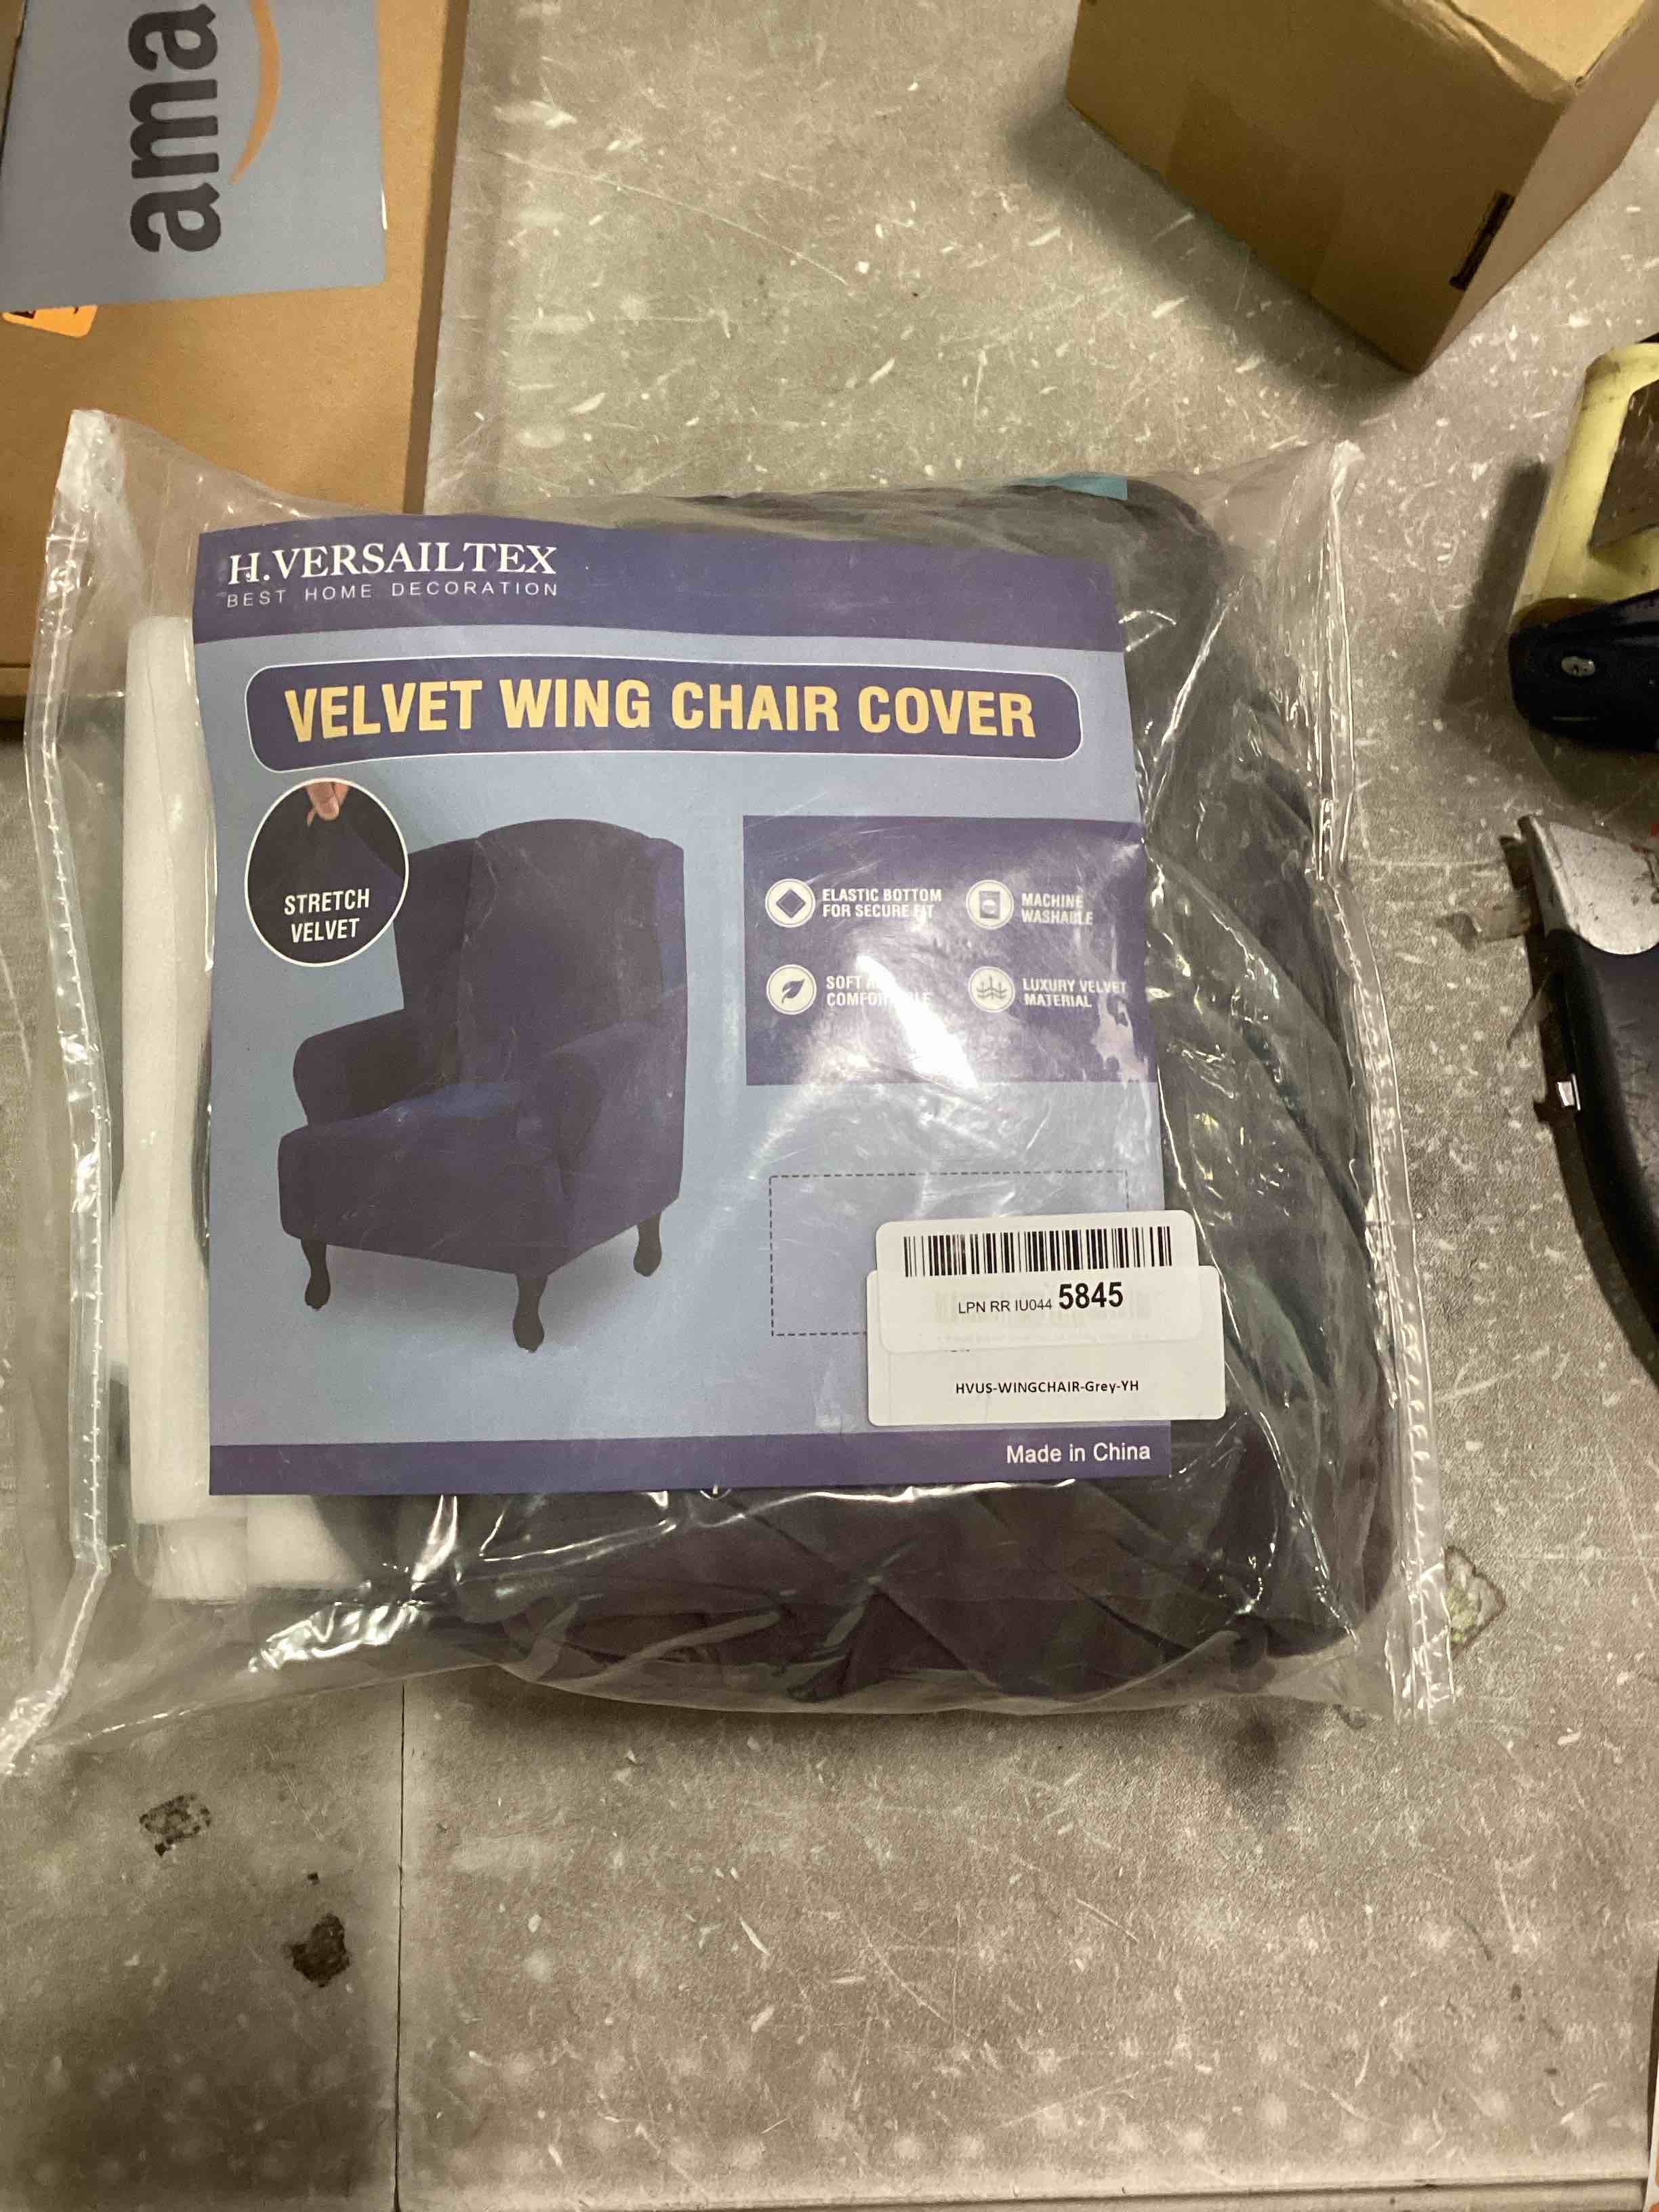 ama
H.VERSAILTEX
BEST HOME DECORATION
VELVET WING CHAIR COVER
STRETCH
VELVET
ELASTIC BOTTOM
FOR SECURE FIT
MACHINE
WASHABLE
SOFT
LUXURY VELVET
MATERIAL
LPN RR IU044 5845
HVUS-WINGCHAIR-Grey-YH
Made in China